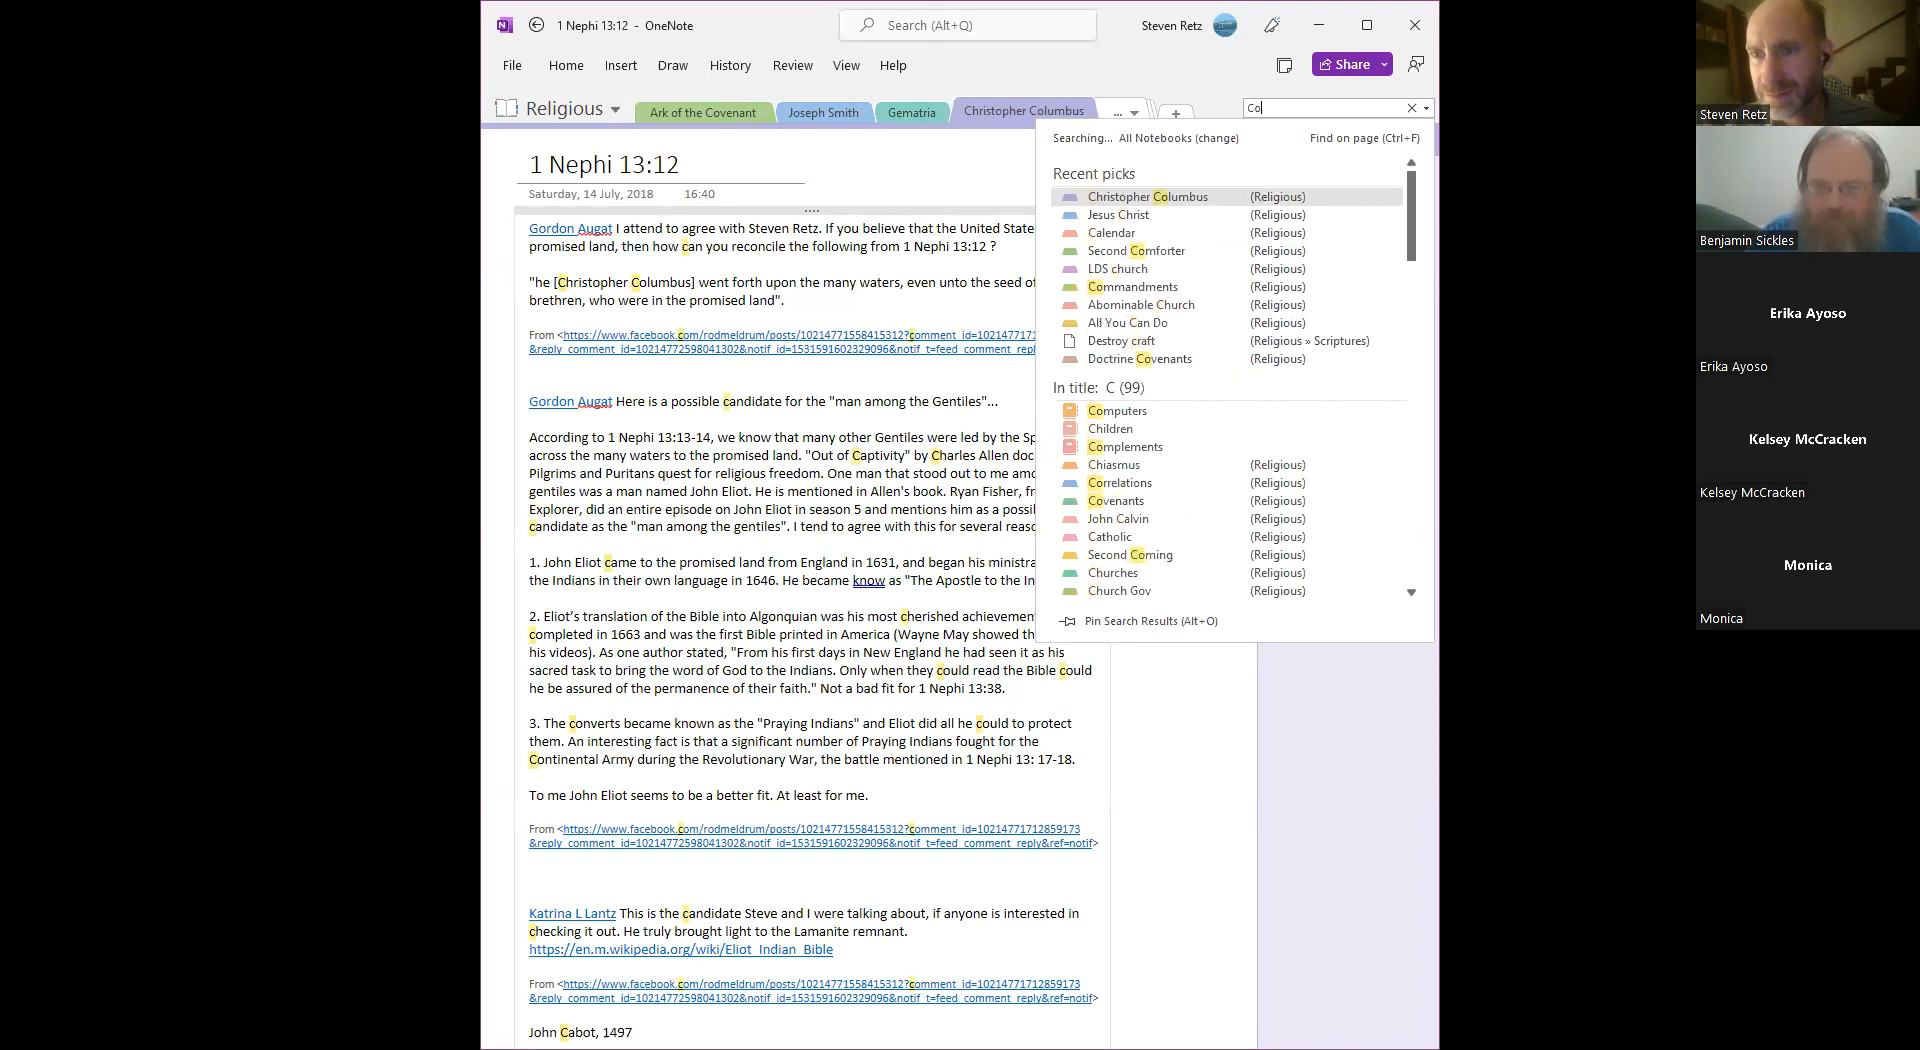 1 Nephi 13:12 - OneNote
Search (Alt+Q)
Steven Retz
File Home Insert Draw History Review View Help
Share
Religious
Ark of the Covenant
Joseph Smith
Gematria
Christopher Columbus
...
Co
Searching... All Notebooks (change)
Find on page (Ctrl+F)
Recent picks
Christopher Columbus (Religious)
Jesus Christ (Religious)
Calendar (Religious)
Second Comforter (Religious)
LDS church (Religious)
Commandments (Religious)
Abominable Church (Religious)
All You Can Do (Religious)
Destroy craft (Religious » Scriptures)
Doctrine Covenants (Religious)
In title: C (99)
Computers
Children
Complements
Chiasmus (Religious)
Correlations (Religious)
Covenants (Religious)
John Calvin (Religious)
Catholic (Religious)
Second Coming (Religious)
Churches (Religious)
Church Gov (Religious)
Pin Search Results (Alt+O)
1 Nephi 13:12
Saturday, 14 July, 2018 16:40
Gordon Augat I attend to agree with Steven Retz. If you believe that the United State
promised land, then how can you reconcile the following from 1 Nephi 13:12 ?
"he [Christopher Columbus] went forth upon the many waters, even unto the seed of
brethren, who were in the promised land".
From <https://www.facebook.com/rodmeldrum/posts/10214771558415312?comment_id=102147717
&reply_comment_id=10214772598041302&notif_id=1531591602329096&notif_t=feed_comment_repl
Gordon Augat Here is a possible candidate for the "man among the Gentiles"...
According to 1 Nephi 13:13-14, we know that many other Gentiles were led by the Sp
across the many waters to the promised land. "Out of Captivity" by Charles Allen doc
Pilgrims and Puritans quest for religious freedom. One man that stood out to me amo
gentiles was a man named John Eliot. He is mentioned in Allen's book. Ryan Fisher, fr
Explorer, did an entire episode on John Eliot in season 5 and mentions him as a possil
candidate as the "man among the gentiles". I tend to agree with this for several reaso
1. John Eliot came to the promised land from England in 1631, and began his ministra
the Indians in their own language in 1646. He became know as "The Apostle to the In
2. Eliot's translation of the Bible into Algonquian was his most cherished achievement
completed in 1663 and was the first Bible printed in America (Wayne May showed th
his videos). As one author stated, "From his first days in New England he had seen it as his
sacred task to bring the word of God to the Indians. Only when they could read the Bible could
he be assured of the permanence of their faith." Not a bad fit for 1 Nephi 13:38.
3. The converts became known as the "Praying Indians" and Eliot did all he could to protect
them. An interesting fact is that a significant number of Praying Indians fought for the
Continental Army during the Revolutionary War, the battle mentioned in 1 Nephi 13: 17-18.
To me John Eliot seems to be a better fit. At least for me.
From <https://www.facebook.com/rodmeldrum/posts/10214771558415312?comment_id=10214771712859173
&reply_comment_id=10214772598041302&notif_id=1531591602329096&notif_t=feed_comment_reply&ref=notif>
Katrina L Lantz This is the candidate Steve and I were talking about, if anyone is interested in
checking it out. He truly brought light to the Lamanite remnant.
https://en.m.wikipedia.org/wiki/Eliot_Indian_Bible
From <https://www.facebook.com/rodmeldrum/posts/10214771558415312?comment_id=10214771712859173
&reply_comment_id=10214772598041302&notif_id=1531591602329096&notif_t=feed_comment_reply&ref=notif>
John Cabot, 1497
Steven Retz
Benjamin Sickles
Erika Ayoso
Erika Ayoso
Kelsey McCracken
Kelsey McCracken
Monica
Monica